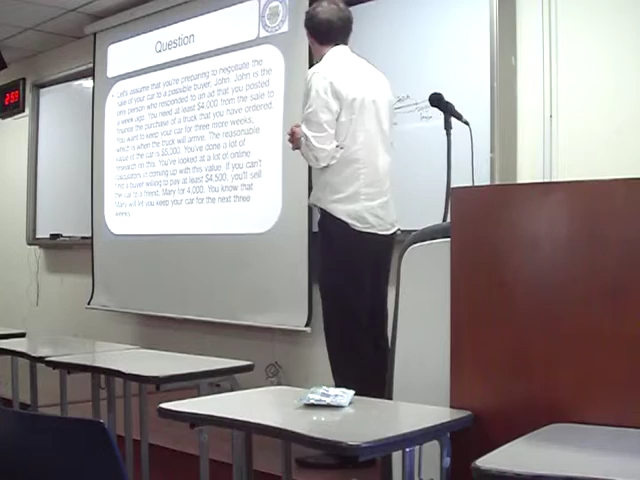 2:59
Question
• Let's assume that you're preparing to negotiate the
sale of your car to a possible buyer, John. John is the
only person who responded to an ad that you posted
a week ago. You need at least $4,000 from the sale to
finance the purchase of a truck that you have ordered.
You want to keep your car for three more weeks,
which is when the truck will arrive. The reasonable
value of the car is $5,000. You've done a lot of
research on this. You've looked at a lot of online
calculators in coming up with this value. If you can't
find a buyer willing to pay at least $4,500, you'll sell
the car to a friend, Mary for 4,000. You know that
Mary will let you keep your car for the next three
weeks.